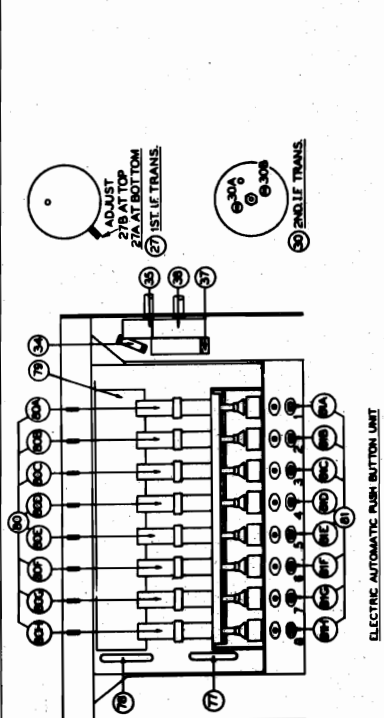 80
80H 80G 80F 80E 80D 80C 80B 80A
79
34
ADJUST
27B AT TOP
27A AT BOTTOM
27 1ST. I.F. TRANS.
78
77
35
36
37
30A
30B
30 2ND. I.F. TRANS.
8 7 6 5 4 3 2
81H 81G 81F 81E 81D 81C 81B 81A
81
ELECTRIC AUTOMATIC PUSH BUTTON UNIT